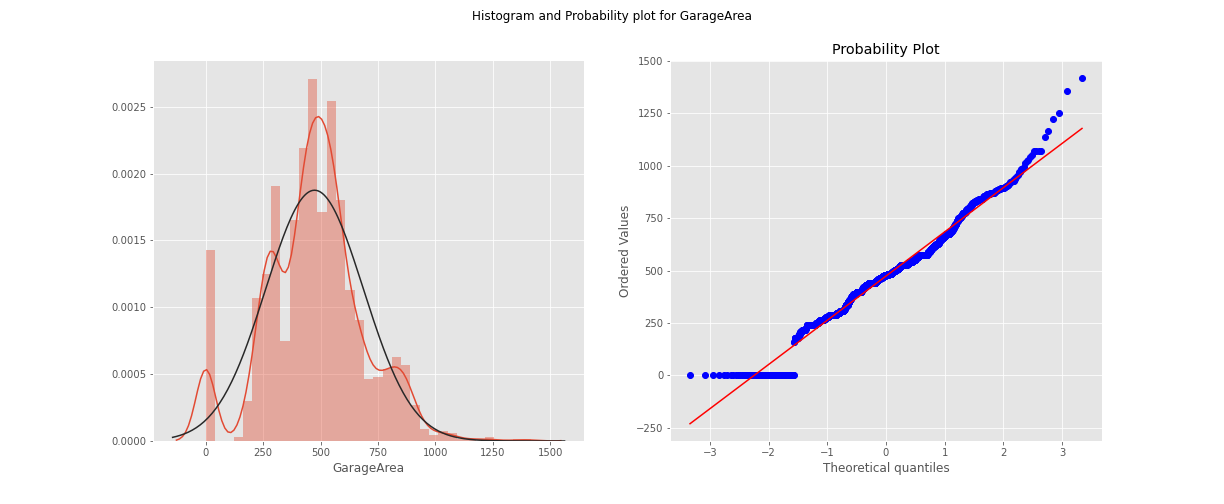 Histogram and Probability plot for GarageArea
0.0025
0.0020
0.0015
0.0010
0.0005
0.0000
0 250 500 750 1000 1250 1500
GarageArea
Probability Plot
1500
1250
1000
750
500
250
0
−250
Ordered Values
−3 −2 −1 0 1 2 3
Theoretical quantiles